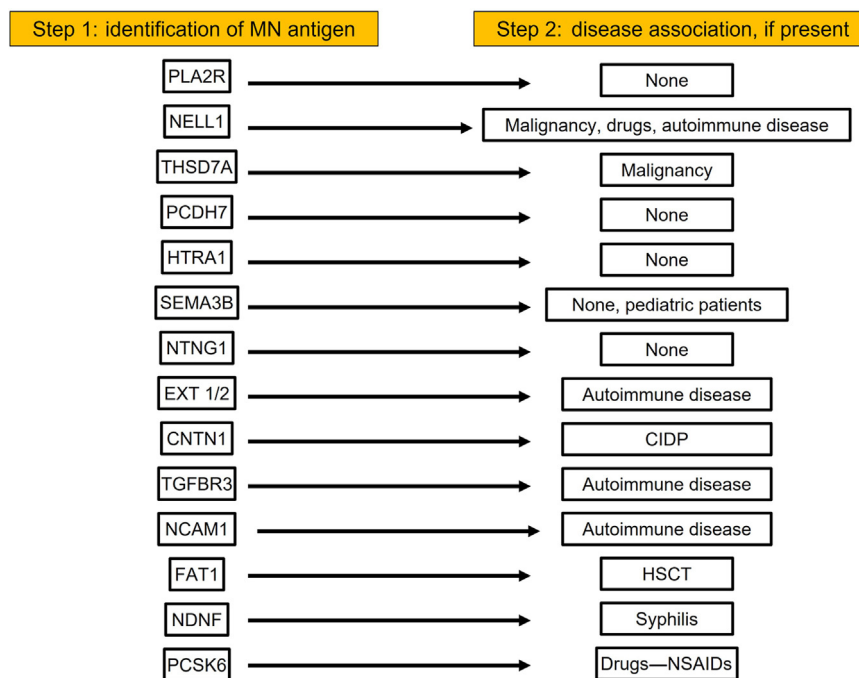 Step 1: identification of MN antigen Step 2: disease association, if present
PLA2R None
NELL1 Malignancy, drugs, autoimmune disease
THSD7A Malignancy
PCDH7 None
HTRA1 None
SEMA3B None, pediatric patients
NTNG1 None
EXT 1/2 Autoimmune disease
CNTN1 CIDP
TGFBR3 Autoimmune disease
NCAM1 Autoimmune disease
FAT1 HSCT
NDNF Syphilis
PCSK6 Drugs—NSAIDs